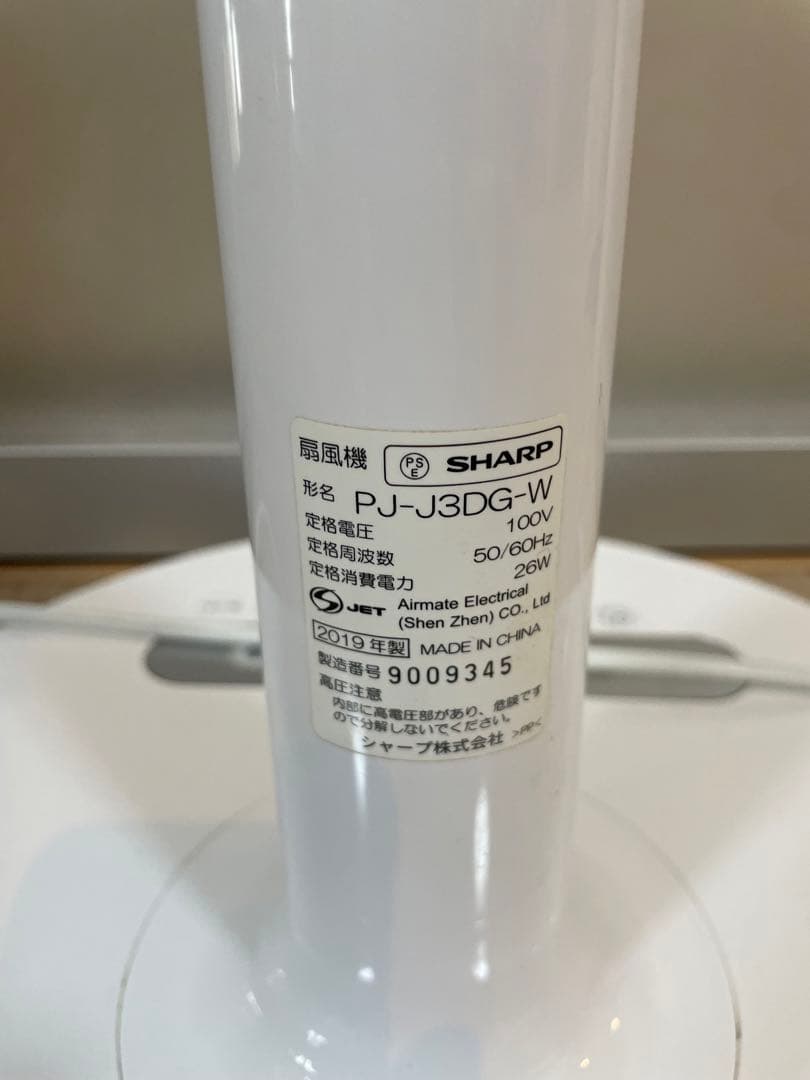 扇風機 PSE SHARP
形名 PJ-J3DG-W
定格電圧 100V
定格周波数 50/60Hz
定格消費電力 26W
S JET Airmate Electrical
(Shen Zhen) CO., Ltd
2019年製 MADE IN CHINA
製造番号 9009345
高圧注意
内部に高電圧部があり、危険です
ので分解しないでください。
シャープ株式会社 >PP<